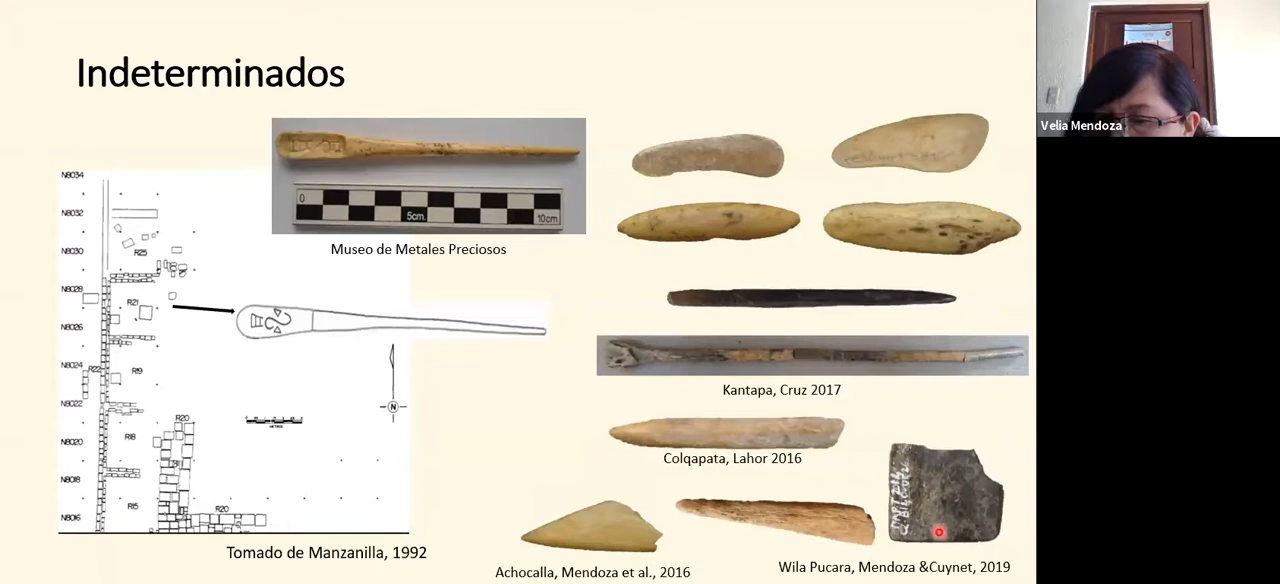 Indeterminados
0
5cm.
10cm
Museo de Metales Preciosos
N8034
N8032
N8030
N8028
N8026
N8024
N8022
N8020
N8018
N8016
R25
R21
R22
R19
R20
R18
R15
R20
N
METROS
Tomado de Manzanilla, 1992
Kantapa, Cruz 2017
Colqapata, Lahor 2016
Achocalla, Mendoza et al., 2016
Wila Pucara, Mendoza &Cuynet, 2019
Velia Mendoza